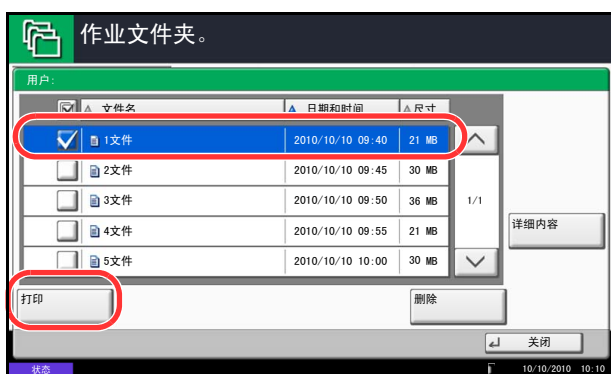 作业文件夹。
用户:
文件名 日期和时间 尺寸
1文件 2010/10/10 09:40 21 MB
2文件 2010/10/10 09:45 30 MB
3文件 2010/10/10 09:50 36 MB 1/1
4文件 2010/10/10 09:55 21 MB
详细内容
5文件 2010/10/10 10:00 30 MB
打印 删除
关闭
状态 10/10/2010 10:10